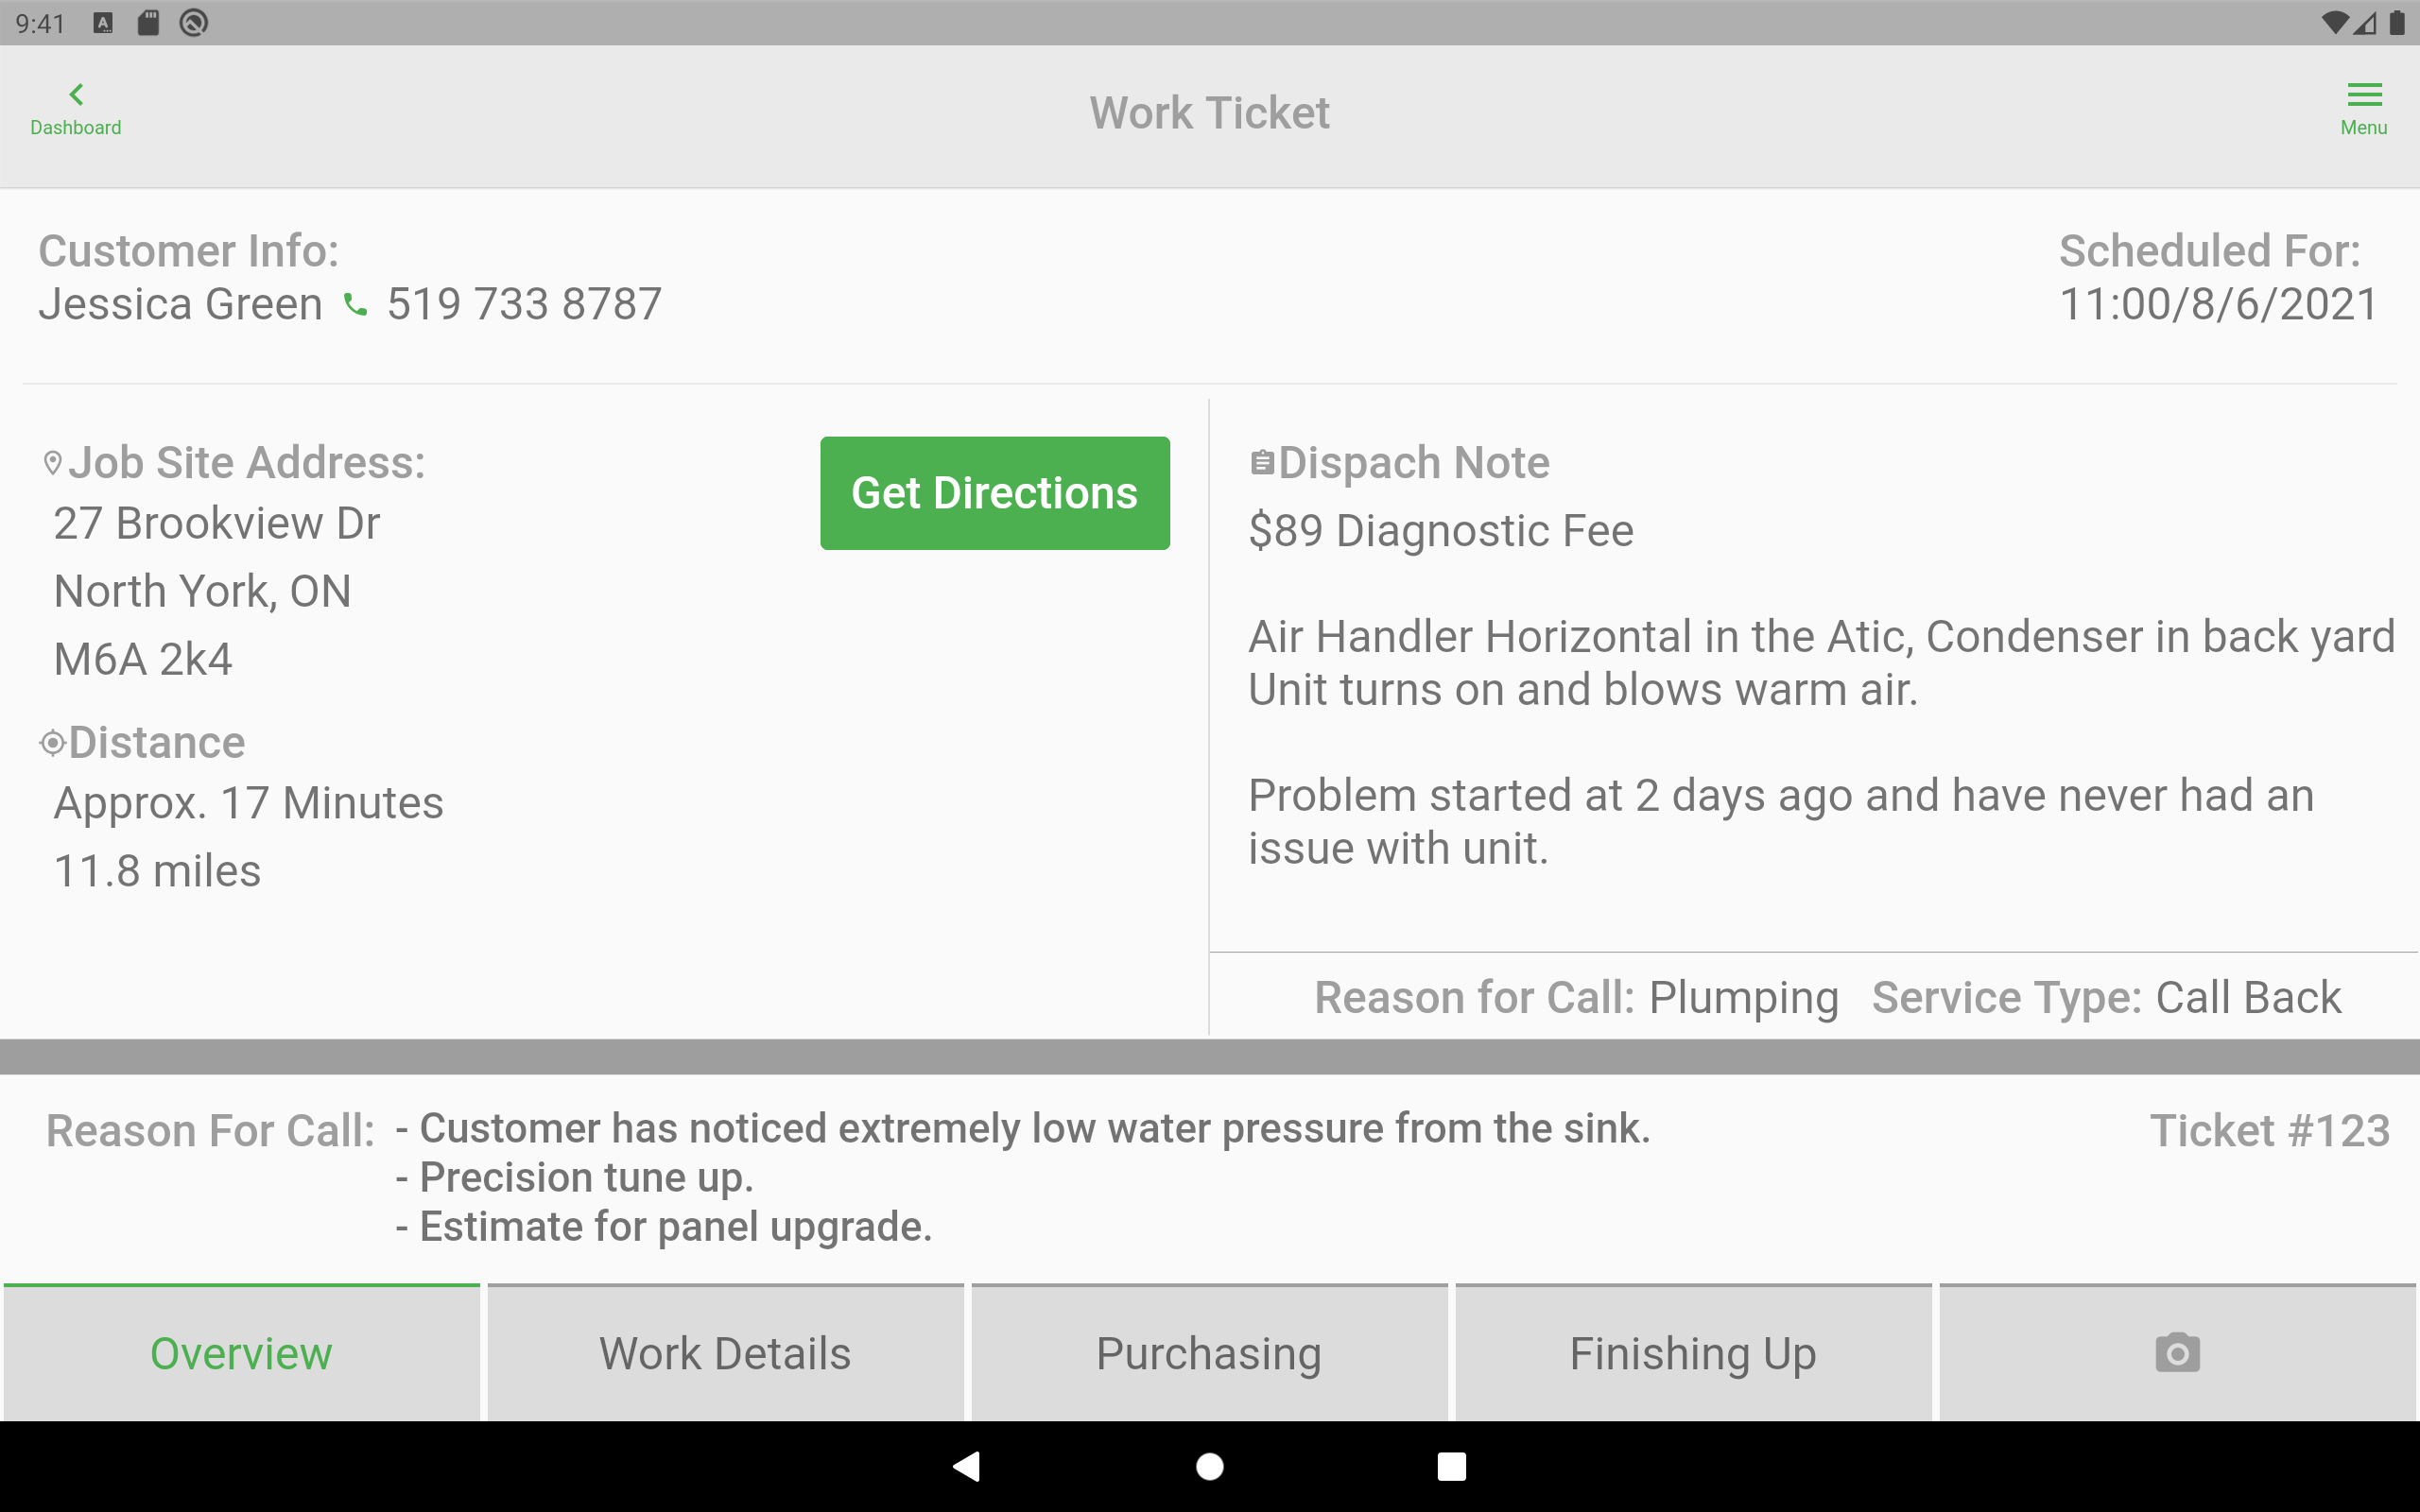 9:41
Dashboard
Work Ticket
Menu
Customer Info:
Jessica Green 519 733 8787
Scheduled For:
11:00/8/6/2021
Job Site Address:
27 Brookview Dr
North York, ON
M6A 2k4
Get Directions
Distance
Approx. 17 Minutes
11.8 miles
Dispach Note
$89 Diagnostic Fee
Air Handler Horizontal in the Atic, Condenser in back yard
Unit turns on and blows warm air.
Problem started at 2 days ago and have never had an
issue with unit.
Reason for Call: Plumping Service Type: Call Back
Reason For Call: - Customer has noticed extremely low water pressure from the sink.
- Precision tune up.
- Estimate for panel upgrade.
Ticket #123
Overview
Work Details
Purchasing
Finishing Up